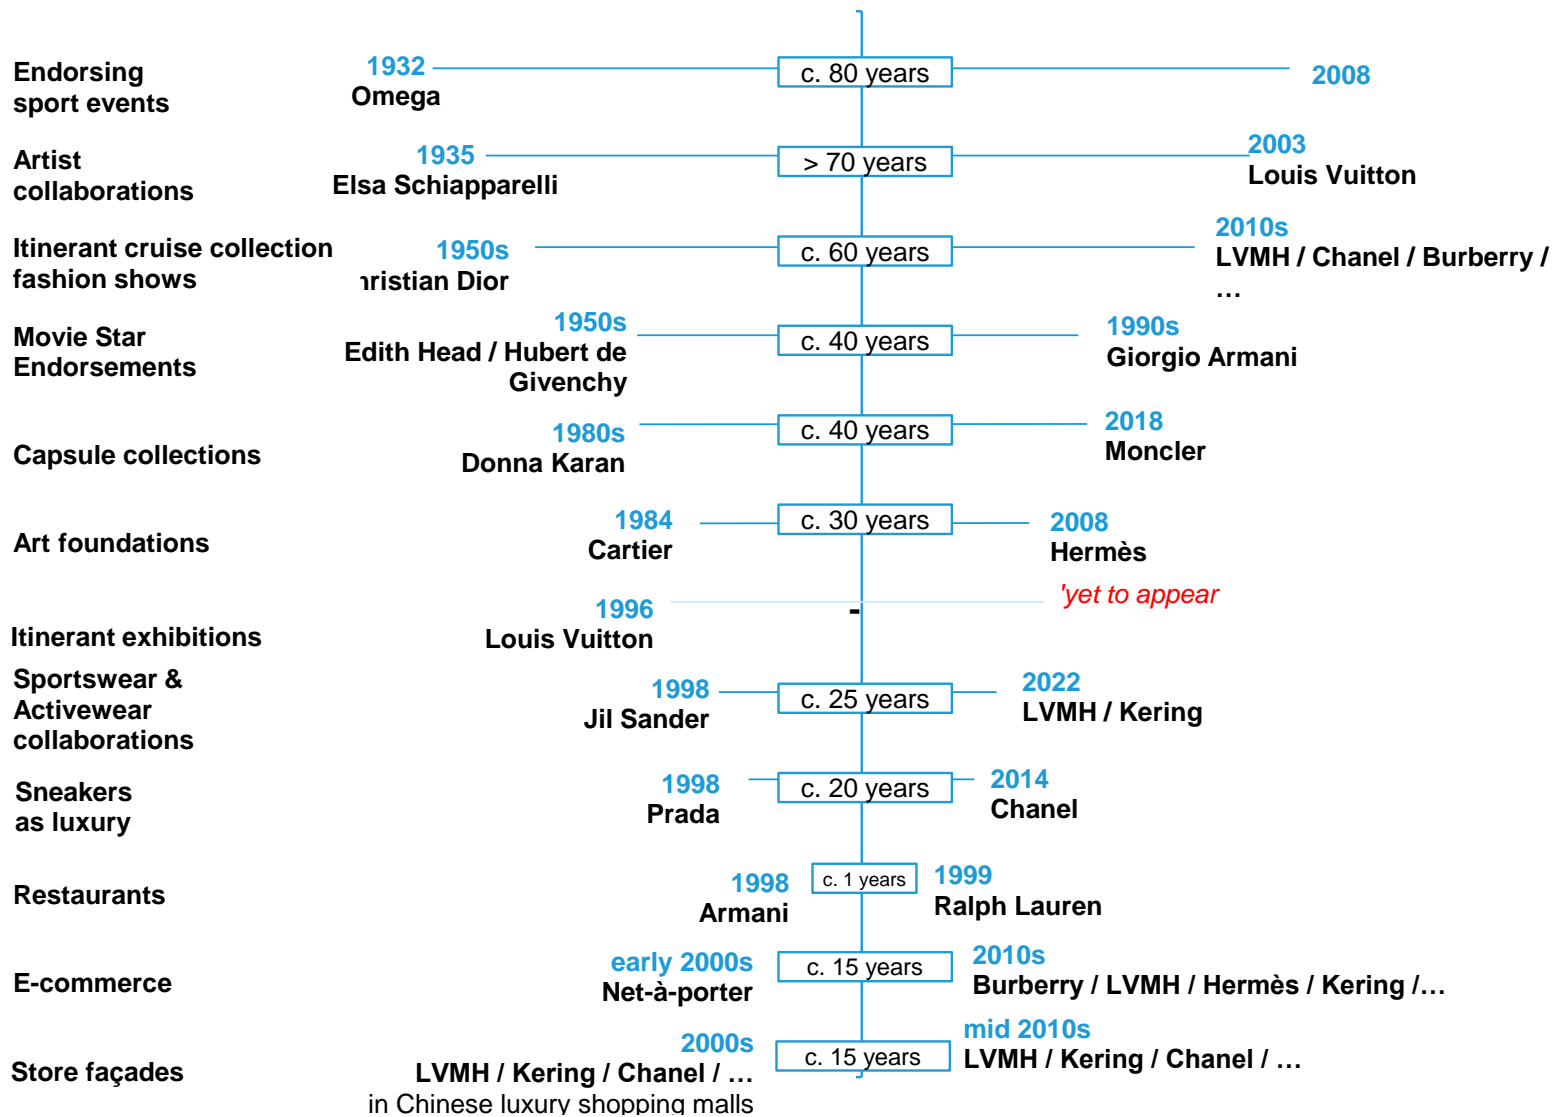 Endorsing
sport events
1932
Omega
c. 80 years
2008
Artist
collaborations
1935
Elsa Schiapparelli
> 70 years
2003
Louis Vuitton
Itinerant cruise collection
fashion shows
1950s
hristian Dior
c. 60 years
2010s
LVMH / Chanel / Burberry /
…
Movie Star
Endorsements
1950s
Edith Head / Hubert de
Givenchy
c. 40 years
1990s
Giorgio Armani
Capsule collections
1980s
Donna Karan
c. 40 years
2018
Moncler
Art foundations
1984
Cartier
c. 30 years
2008
Hermès
Itinerant exhibitions
1996
Louis Vuitton
-
'yet to appear
Sportswear &
Activewear
collaborations
1998
Jil Sander
c. 25 years
2022
LVMH / Kering
Sneakers
as luxury
1998
Prada
c. 20 years
2014
Chanel
Restaurants
1998
Armani
c. 1 years
1999
Ralph Lauren
E-commerce
early 2000s
Net-à-porter
c. 15 years
2010s
Burberry / LVMH / Hermès / Kering /…
Store façades
2000s
LVMH / Kering / Chanel / …
in Chinese luxury shopping malls
c. 15 years
mid 2010s
LVMH / Kering / Chanel / …